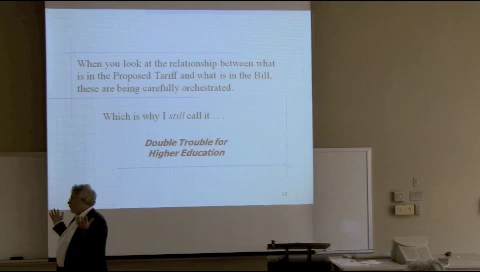 When you look at the relationship between what
is in the Proposed Tariff and what is in the Bill,
these are being carefully orchestrated.
Which is why I still call it . . .
Double Trouble for
Higher Education